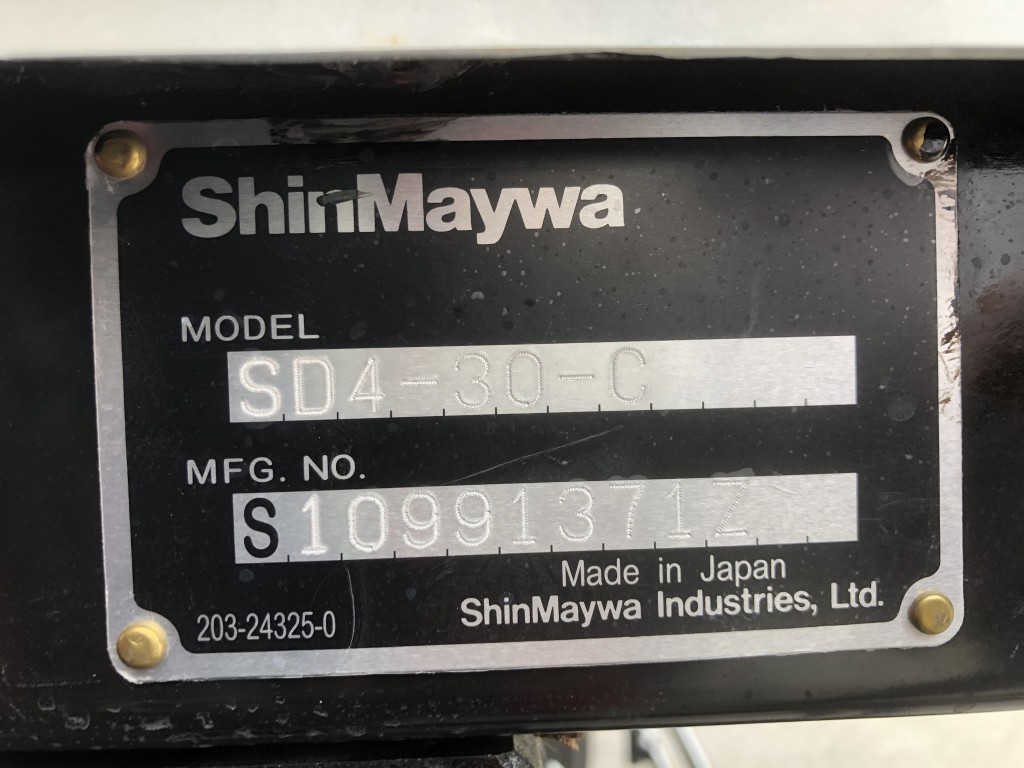 ShinMaywa
MODEL
SD4-30-C
MFG. NO.
S10991371Z
Made in Japan
ShinMaywa Industries, Ltd.
203-24325-0